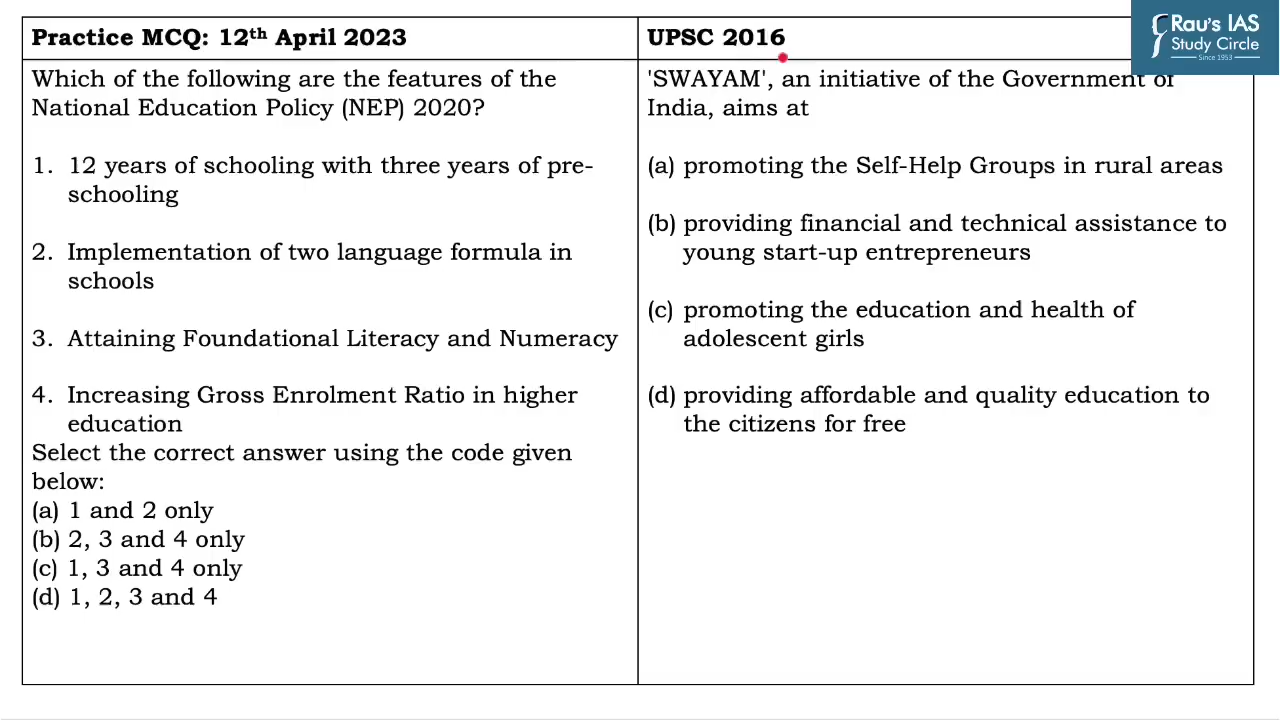 Practice MCQ: 12th April 2023
Which of the following are the features of the
National Education Policy (NEP) 2020?
1. 12 years of schooling with three years of pre-
schooling
2. Implementation of two language formula in
schools
3. Attaining Foundational Literacy and Numeracy
4. Increasing Gross Enrolment Ratio in higher
education
Select the correct answer using the code given
below:
(a) 1 and 2 only
(b) 2, 3 and 4 only
(c) 1, 3 and 4 only
(d) 1, 2, 3 and 4
UPSC 2016
'SWAYAM', an initiative of the Government of
India, aims at
(a) promoting the Self-Help Groups in rural areas
(b) providing financial and technical assistance to
young start-up entrepreneurs
(c) promoting the education and health of
adolescent girls
(d) providing affordable and quality education to
the citizens for free
Rau's IAS
Study Circle
Since 1953